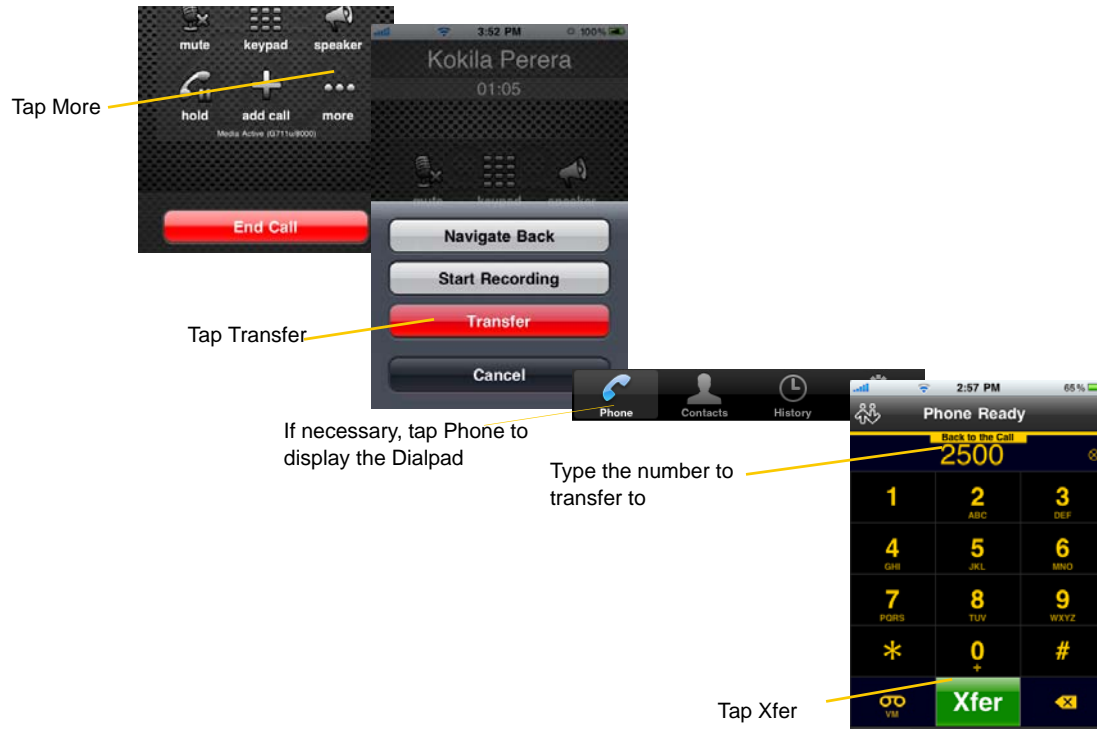 mute keypad speaker
Tap More
hold add call more
Media Active (G711u/8000)
End Call
3:52 PM 100%
Kokila Perera
01:05
mute keypad speaker
Navigate Back
Start Recording
Tap Transfer
Transfer
Cancel
Phone Contacts History
If necessary, tap Phone to
display the Dialpad
2:57 PM 65%
Phone Ready
Back to the Call
2500
Type the number to
transfer to
1 2 3
ABC DEF
4 5 6
GHI JKL MNO
7 8 9
PQRS TUV WXYZ
* 0 #
+
Tap Xfer
Xfer
VM